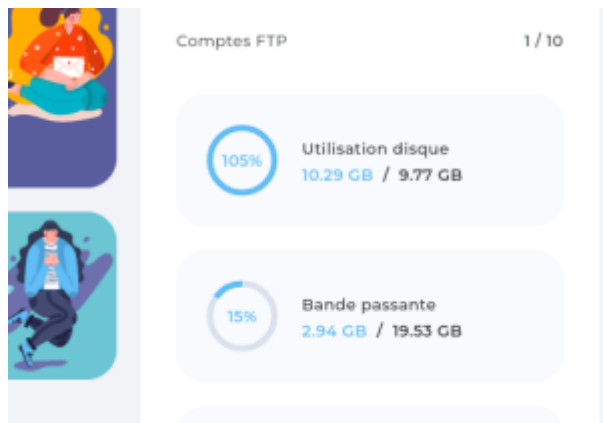 Comptes FTP 1 / 10
105%
Utilisation disque
10.29 GB / 9.77 GB
15%
Bande passante
2.94 GB / 19.53 GB